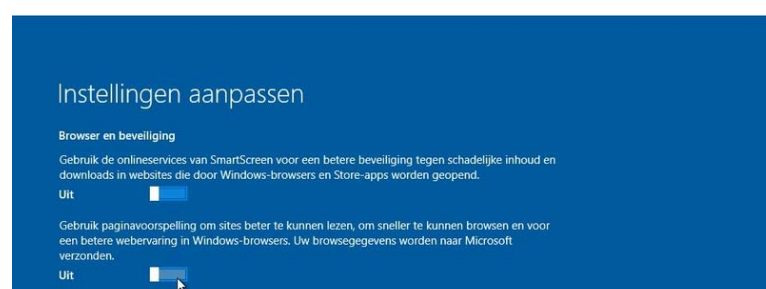 Instellingen aanpassen
Browser en beveiliging
Gebruik de onlineservices van SmartScreen voor een betere beveiliging tegen schadelijke inhoud en
downloads in websites die door Windows-browsers en Store-apps worden geopend.
Uit
Gebruik paginavoorspelling om sites beter te kunnen lezen, om sneller te kunnen browsen en voor
een betere webervaring in Windows-browsers. Uw browsegegevens worden naar Microsoft
verzonden.
Uit